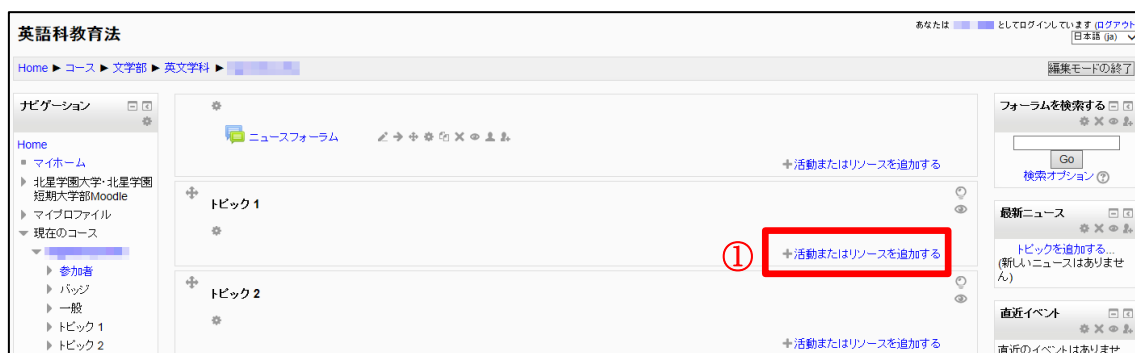 英語科教育法
あなたは としてログインしています (ログアウト
日本語 (ja)
Home ► コース ► 文学部 ► 英文学科 ►
編集モードの終了
ナビゲーション
Home
マイホーム
北星学園大学・北星学園
短期大学部Moodle
マイプロファイル
現在のコース
参加者
バッジ
一般
トピック 1
トピック 2
ニュースフォーラム
+活動またはリソースを追加する
トピック 1
①
+活動またはリソースを追加する
トピック 2
+活動またはリソースを追加する
フォーラムを検索する
Go
検索オプション ?
最新ニュース
トピックを追加する...
(新しいニュースはありませ
ん)
直近イベント
直近のイベントはありませ